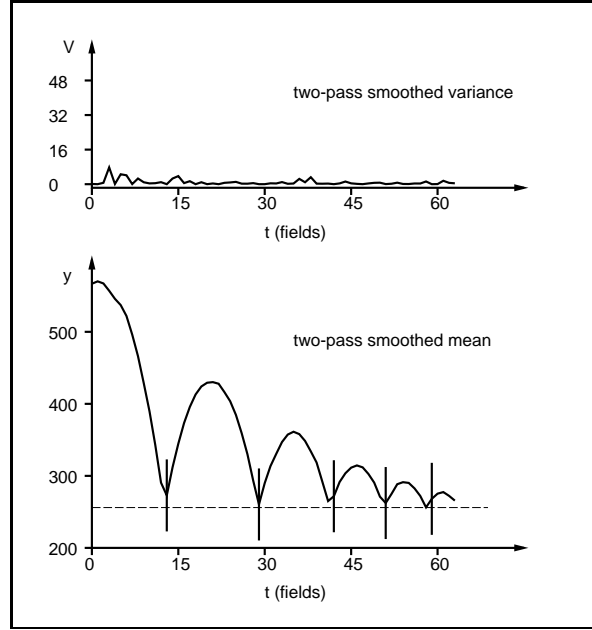 V
48
two-pass smoothed variance
32
16
0
0 15 30 45 60
t (fields)
y
500
two-pass smoothed mean
400
300
200
0 15 30 45 60
t (fields)